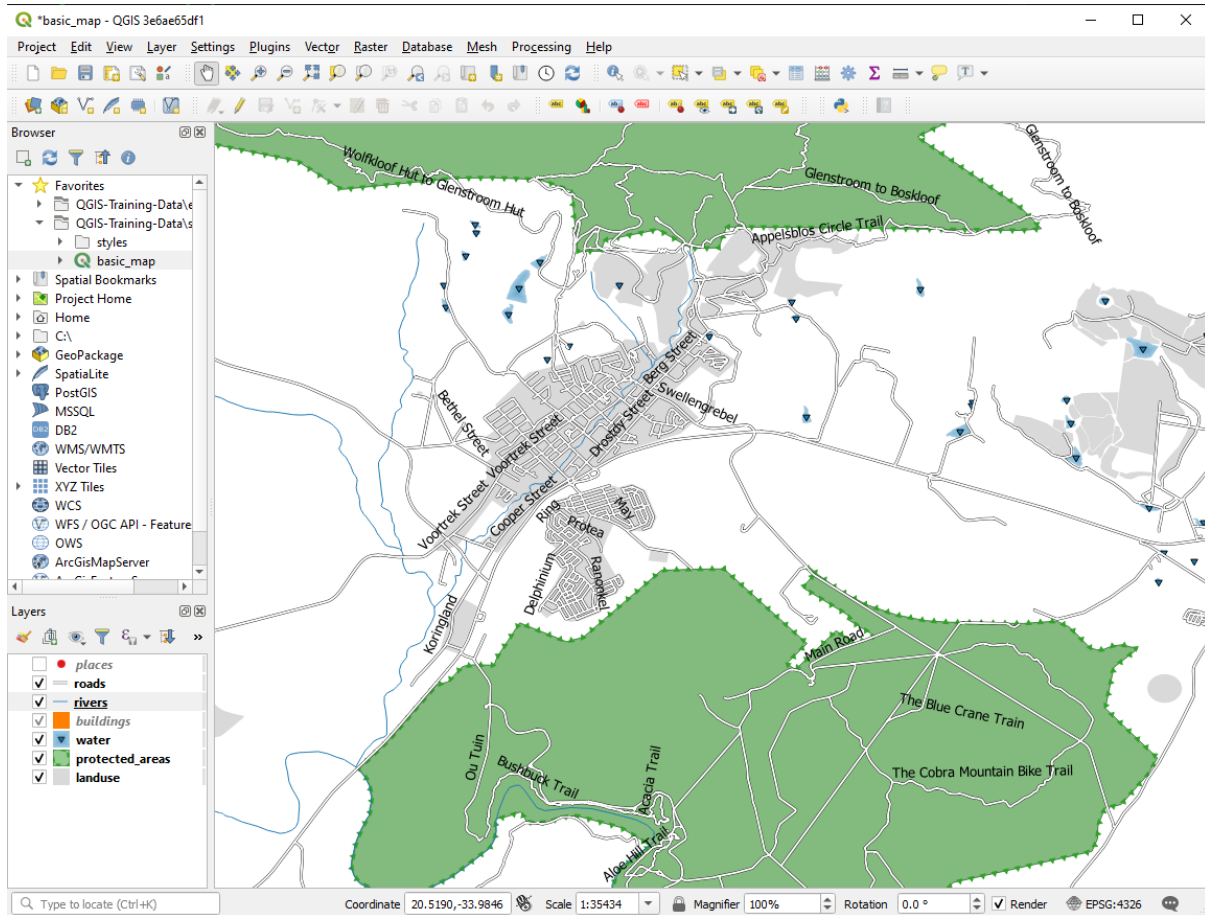 *basic_map - QGIS 3e6ae65df1
Project Edit View Layer Settings Plugins Vector Raster Database Mesh Processing Help
Browser
Favorites
QGIS-Training-Data\e
QGIS-Training-Data\s
styles
basic_map
Spatial Bookmarks
Project Home
Home
C:\
GeoPackage
SpatiaLite
PostGIS
MSSQL
DB2
WMS/WMTS
Vector Tiles
XYZ Tiles
WCS
WFS / OGC API - Feature
OWS
ArcGisMapServer
Layers
places
roads
rivers
buildings
water
protected_areas
landuse
Wolfkloof Hut to Glenstroom Hut
Glenstroom to Boskloof
Glenstroom to Boskloof
Appelsblos Circle Trail
Berg Street
Swellengrebel
Bethel Street
Drostdy Street
Voortrek Street
Voortrek Street
Cooper Street
Ring
May
Protea
Delphinium
Ranonkel
Koringland
Main Road
The Blue Crane Train
Ou Tuin
Bushbuck Trail
Acacia Trail
The Cobra Mountain Bike Trail
Aloe Hill Trail
Type to locate (Ctrl+K) Coordinate 20.5190,-33.9846 Scale 1:35434 Magnifier 100% Rotation 0.0 ° Render EPSG:4326